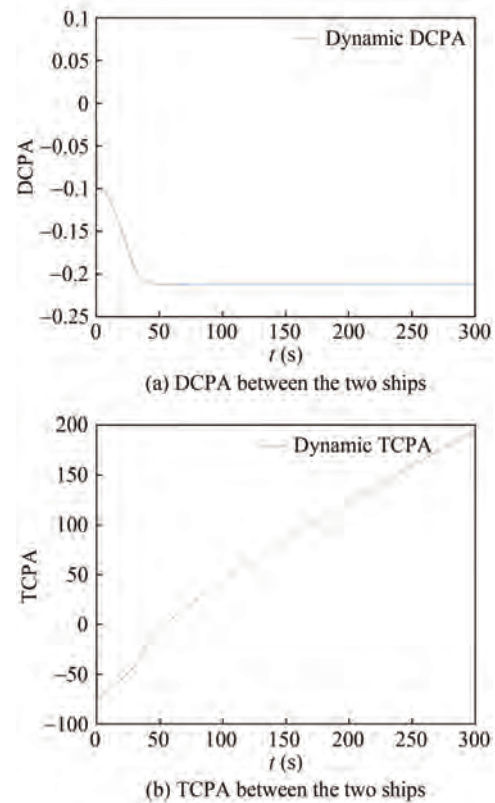 0.1
Dynamic DCPA
0.05
0
−0.05
−0.1
−0.15
−0.2
−0.25
DCPA
0 50 100 150 200 250 300
t (s)
(a) DCPA between the two ships
200
Dynamic TCPA
150
100
50
0
−50
−100
TCPA
0 50 100 150 200 250 300
t (s)
(b) TCPA between the two ships